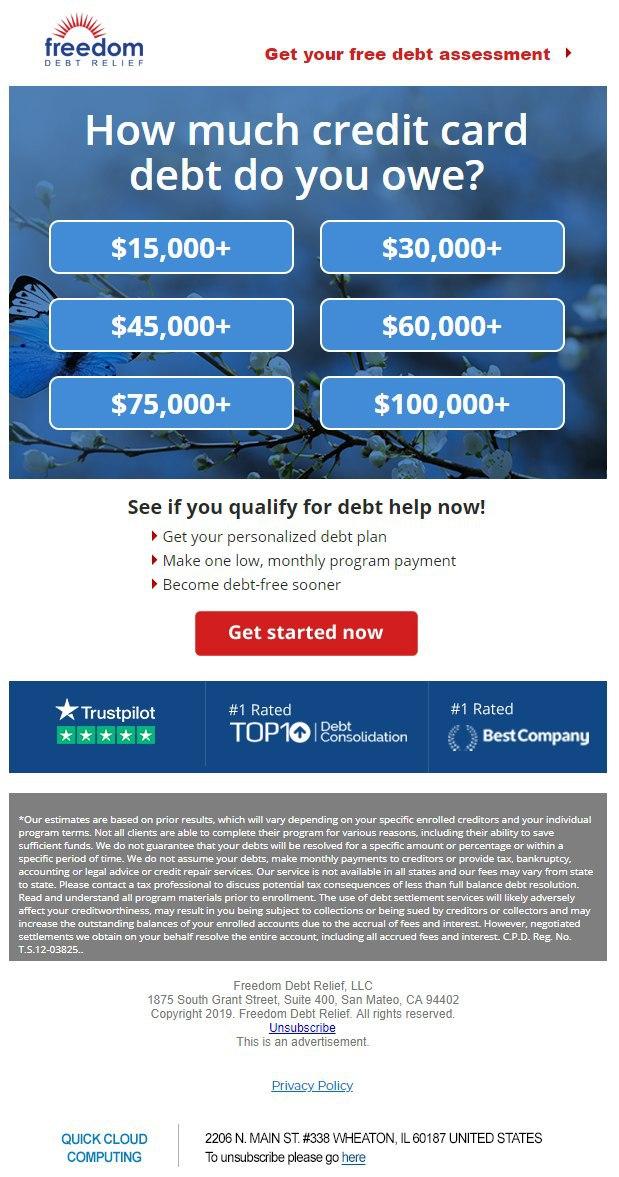 freedom
DEBT RELIEF
Get your free debt assessment
How much credit card
debt do you owe?
$15,000+
$30,000+
$45,000+
$60,000+
$75,000+
$100,000+
See if you qualify for debt help now!
Get your personalized debt plan
Make one low, monthly program payment
Become debt-free sooner
Get started now
Trustpilot
#1 Rated
TOP10 Debt
Consolidation
#1 Rated
BestCompany
*Our estimates are based on prior results, which will vary depending on your specific enrolled creditors and your individual
program terms. Not all clients are able to complete their program for various reasons, including their ability to save
sufficient funds. We do not guarantee that your debts will be resolved for a specific amount or percentage or within a
specific period of time. We do not assume your debts, make monthly payments to creditors or provide tax, bankruptcy,
accounting or legal advice or credit repair services. Our service is not available in all states and our fees may vary from state
to state. Please contact a tax professional to discuss potential tax consequences of less than full balance debt resolution.
Read and understand all program materials prior to enrollment. The use of debt settlement services will likely adversely
affect your creditworthiness, may result in you being subject to collections or being sued by creditors or collectors and may
increase the outstanding balances of your enrolled accounts due to the accrual of fees and interest. However, negotiated
settlements we obtain on your behalf resolve the entire account, including all accrued fees and interest. C.P.D. Reg. No.
T.S.12-03825..
Freedom Debt Relief, LLC
1875 South Grant Street, Suite 400, San Mateo, CA 94402
Copyright 2019. Freedom Debt Relief. All rights reserved.
Unsubscribe
This is an advertisement.
Privacy Policy
QUICK CLOUD
COMPUTING
2206 N. MAIN ST. #338 WHEATON, IL 60187 UNITED STATES
To unsubscribe please go here